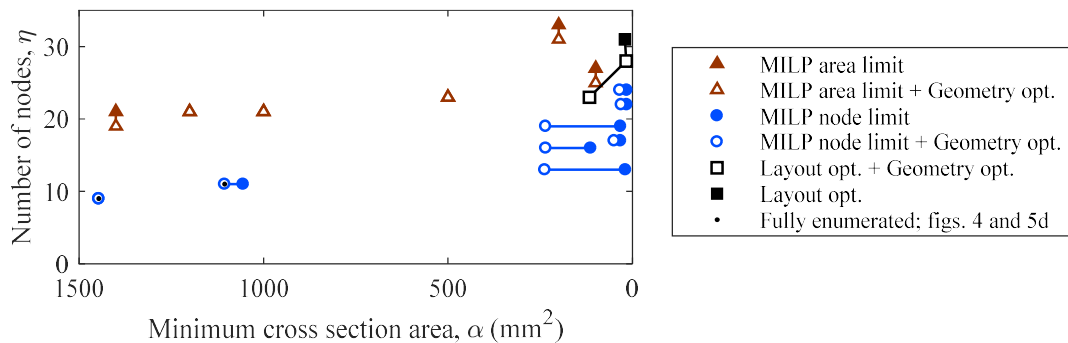 Number of nodes, η
30
20
10
0
1500
1000
500
0
Minimum cross section area, α (mm²)
MILP area limit
MILP area limit + Geometry opt.
MILP node limit
MILP node limit + Geometry opt.
Layout opt. + Geometry opt.
Layout opt.
Fully enumerated; figs. 4 and 5d